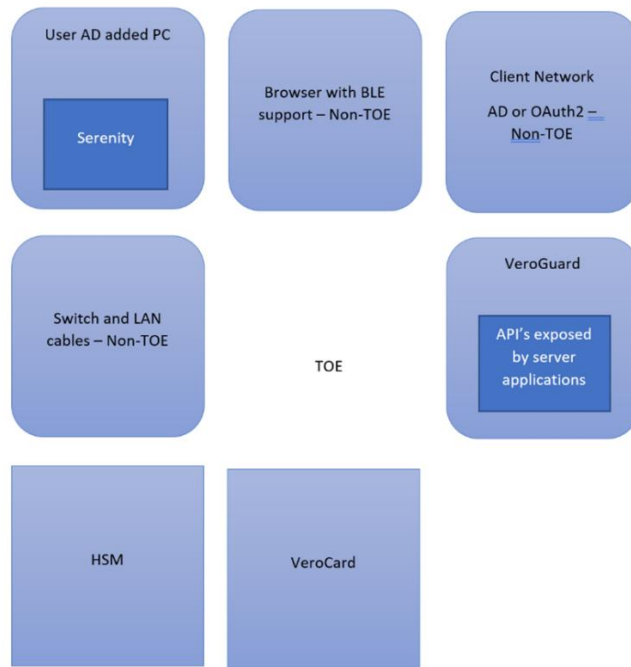 User AD added PC
Serenity
Browser with BLE
support – Non-TOE
Client Network
AD or OAuth2 –
Non-TOE
Switch and LAN
cables – Non-TOE
TOE
VeroGuard
API's exposed
by server
applications
HSM
VeroCard